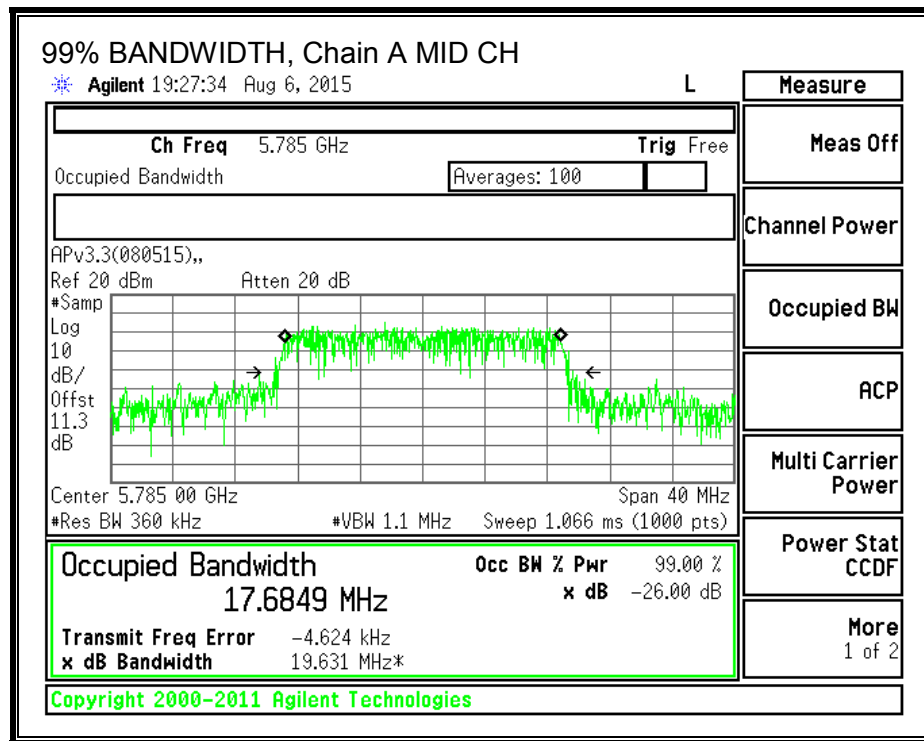 99% BANDWIDTH, Chain A MID CH
Agilent 19:27:34 Aug 6, 2015 L
Measure
Ch Freq 5.785 GHz Trig Free
Occupied Bandwidth Averages: 100
APv3.3(080515),,
Ref 20 dBm Atten 20 dB
#Samp
Log
10
dB/
Offst
11.3
dB
Center 5.785 00 GHz Span 40 MHz
#Res BW 360 kHz #VBW 1.1 MHz Sweep 1.066 ms (1000 pts)
Occupied Bandwidth
17.6849 MHz
Occ BW % Pwr 99.00 %
x dB -26.00 dB
Transmit Freq Error -4.624 kHz
x dB Bandwidth 19.631 MHz*
Copyright 2000-2011 Agilent Technologies
Meas Off
Channel Power
Occupied BW
ACP
Multi Carrier
Power
Power Stat
CCDF
More
1 of 2